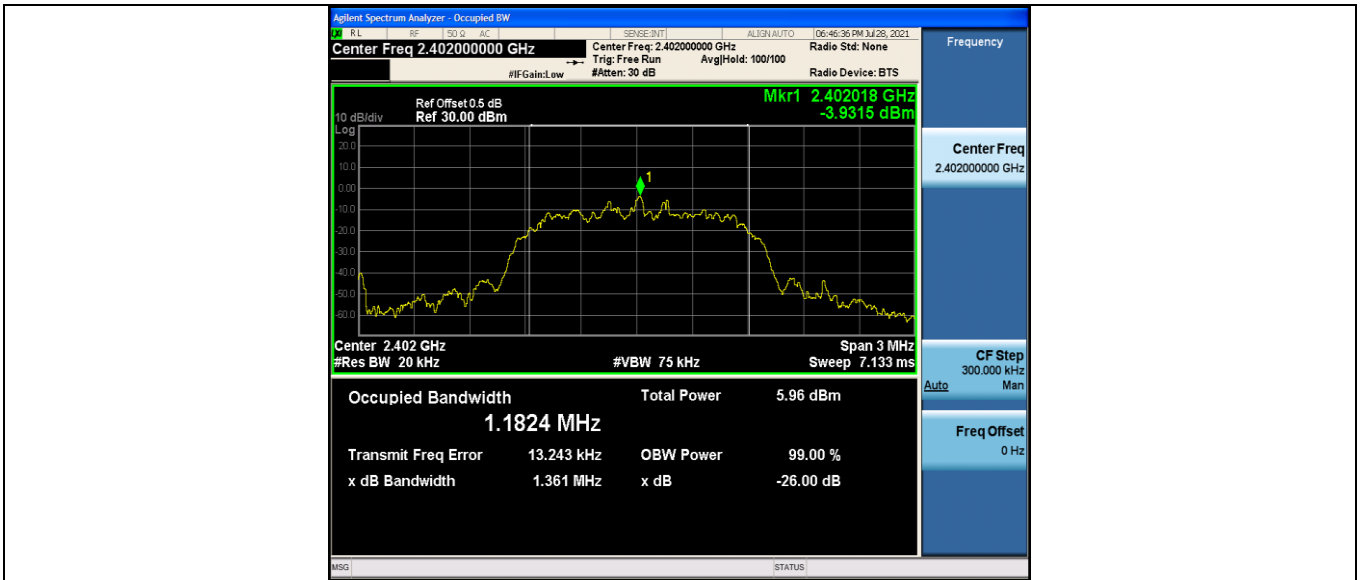 Agilent Spectrum Analyzer - Occupied BW
LXI RL RF 50 Ω AC SENSE:INT ALIGN AUTO 06:46:36 PM Jul 28, 2021
Center Freq 2.402000000 GHz
Center Freq: 2.402000000 GHz Radio Std: None
Trig: Free Run Avg|Hold: 100/100
#IFGain:Low #Atten: 30 dB Radio Device: BTS
Mkr1 2.402018 GHz
-3.9315 dBm
Ref Offset 0.5 dB
10 dB/div Ref 30.00 dBm
Log
20.0
10.0
0.00
-10.0
-20.0
-30.0
-40.0
-50.0
-60.0
1
Center 2.402 GHz Span 3 MHz
#Res BW 20 kHz #VBW 75 kHz Sweep 7.133 ms
Occupied Bandwidth Total Power 5.96 dBm
1.1824 MHz
Transmit Freq Error 13.243 kHz OBW Power 99.00 %
x dB Bandwidth 1.361 MHz x dB -26.00 dB
MSG STATUS
Frequency
Center Freq
2.402000000 GHz
CF Step
300.000 kHz
Auto Man
Freq Offset
0 Hz